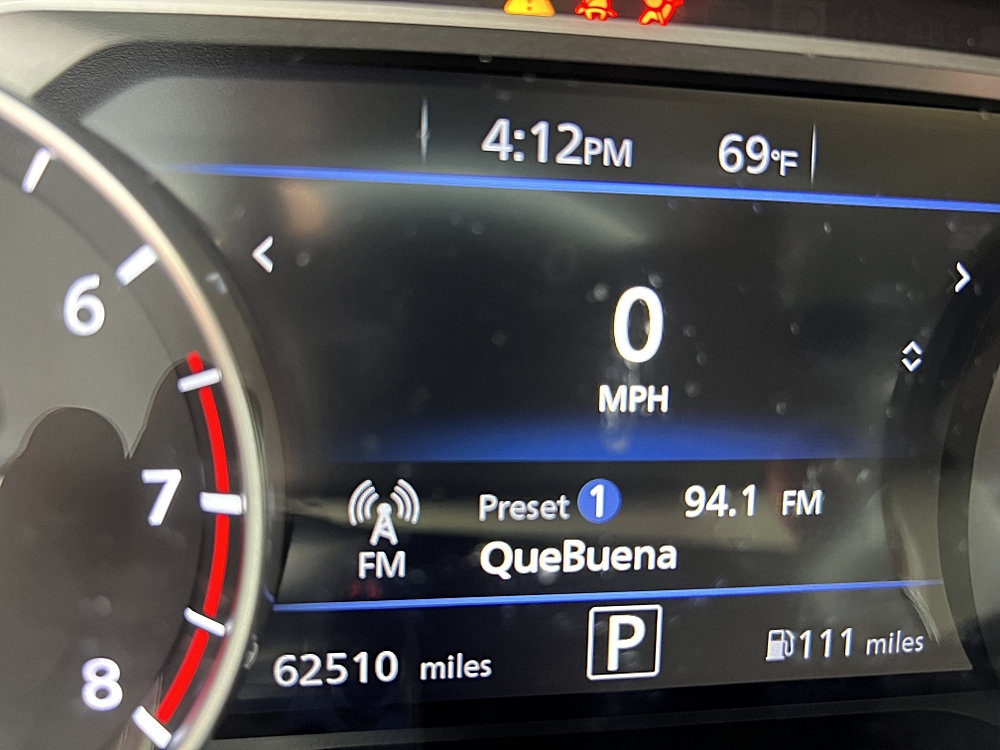 4:12PM 69°F
6
0
MPH
7
Preset 1 94.1 FM
FM QueBuena
8
62510 miles P 111 miles